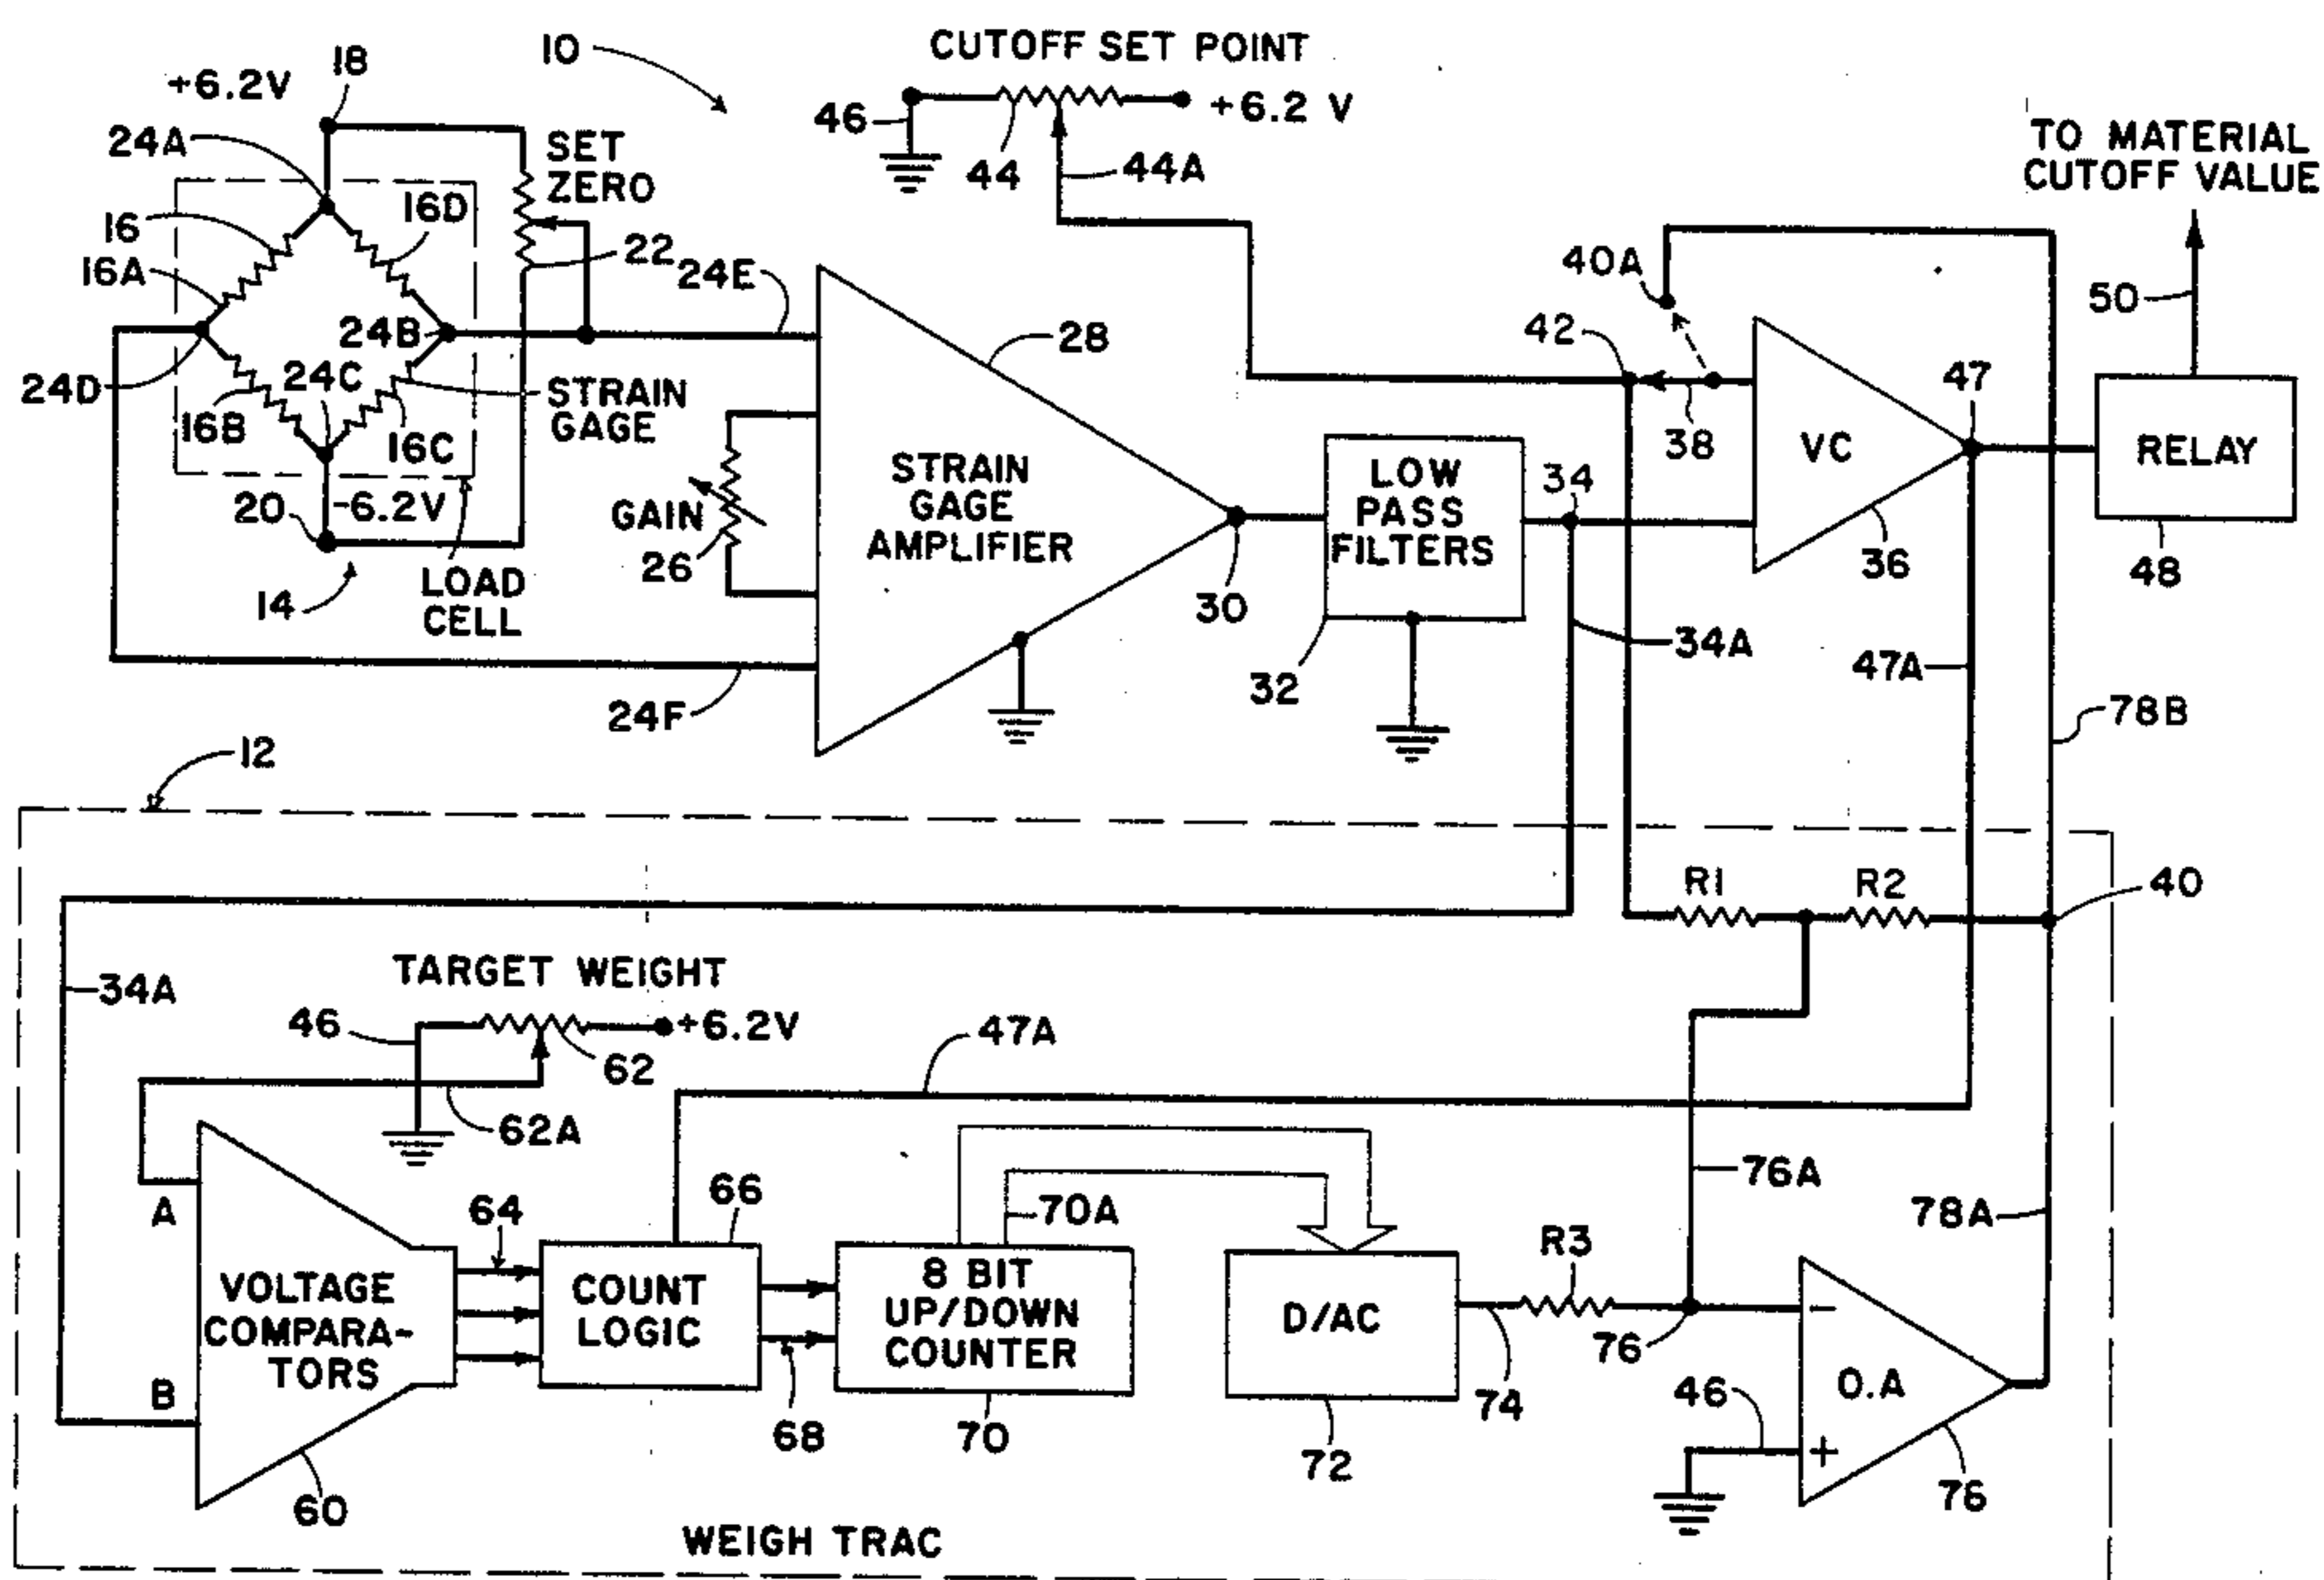 10
CUTOFF SET POINT
+6.2V
18
46
+6.2 V
44
44A
TO MATERIAL
CUTOFF VALUE
24A
SET
ZERO
16
16D
16A
22
24E
40A
50
24B
28
42
24D
24C
STRAIN
GAGE
47
16B
16C
38
VC
RELAY
20
-6.2V
GAIN
26
STRAIN
GAGE
AMPLIFIER
LOW
PASS
FILTERS
34
36
48
14
LOAD
CELL
30
34A
47A
32
24F
78B
12
R1
R2
40
34A
TARGET WEIGHT
46
+6.2V
62
47A
62A
A
64
66
70A
76A
78A
R3
VOLTAGE
COMPARA-
TORS
COUNT
LOGIC
8 BIT
UP/DOWN
COUNTER
D/AC
76
−
O.A
B
68
70
74
46
+
72
60
76
WEIGH TRAC